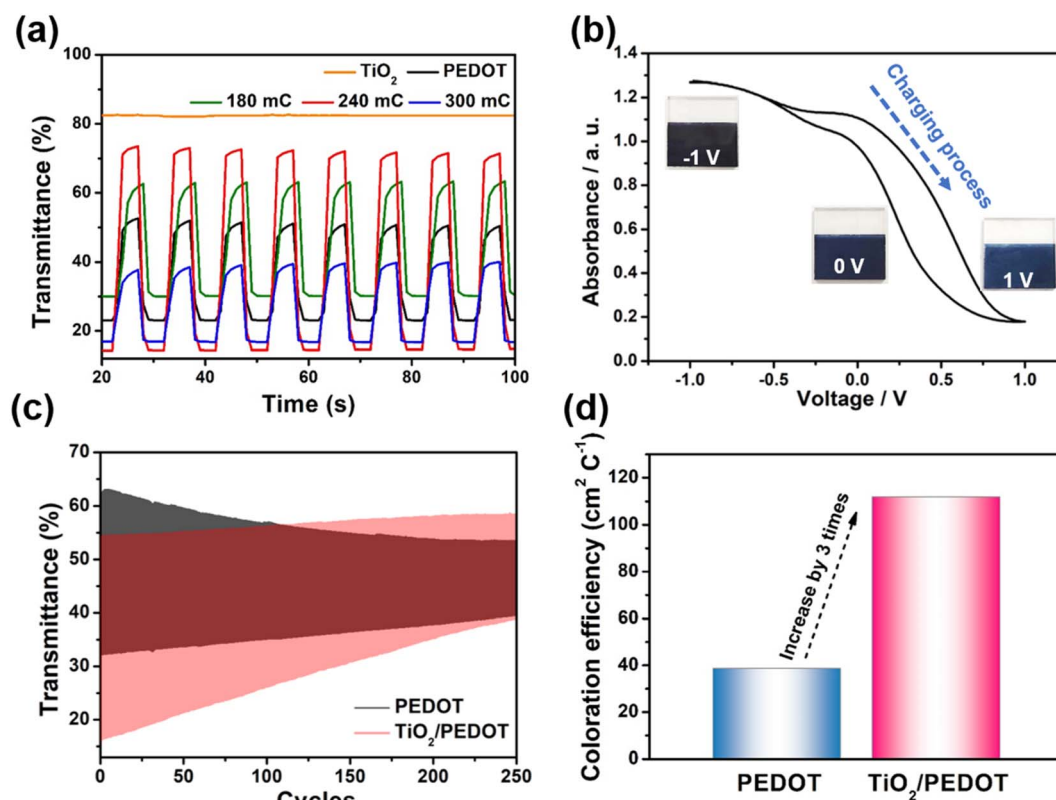 (a)
100
80
60
40
20
Transmittance (%)
TiO2 PEDOT
180 mC 240 mC 300 mC
20 40 60 80 100
Time (s)
(b)
1.4
1.2
1.0
0.8
0.6
0.4
0.2
0.0
Absorbance / a. u.
Charging process
-1 V
0 V
1 V
-1.0 -0.5 0.0 0.5 1.0
Voltage / V
(c)
70
60
50
40
30
20
Transmittance (%)
PEDOT
TiO2/PEDOT
0 50 100 150 200 250
Cycles
(d)
120
100
80
60
40
20
0
Coloration efficiency (cm2 C-1)
Increase by 3 times
PEDOT TiO2/PEDOT